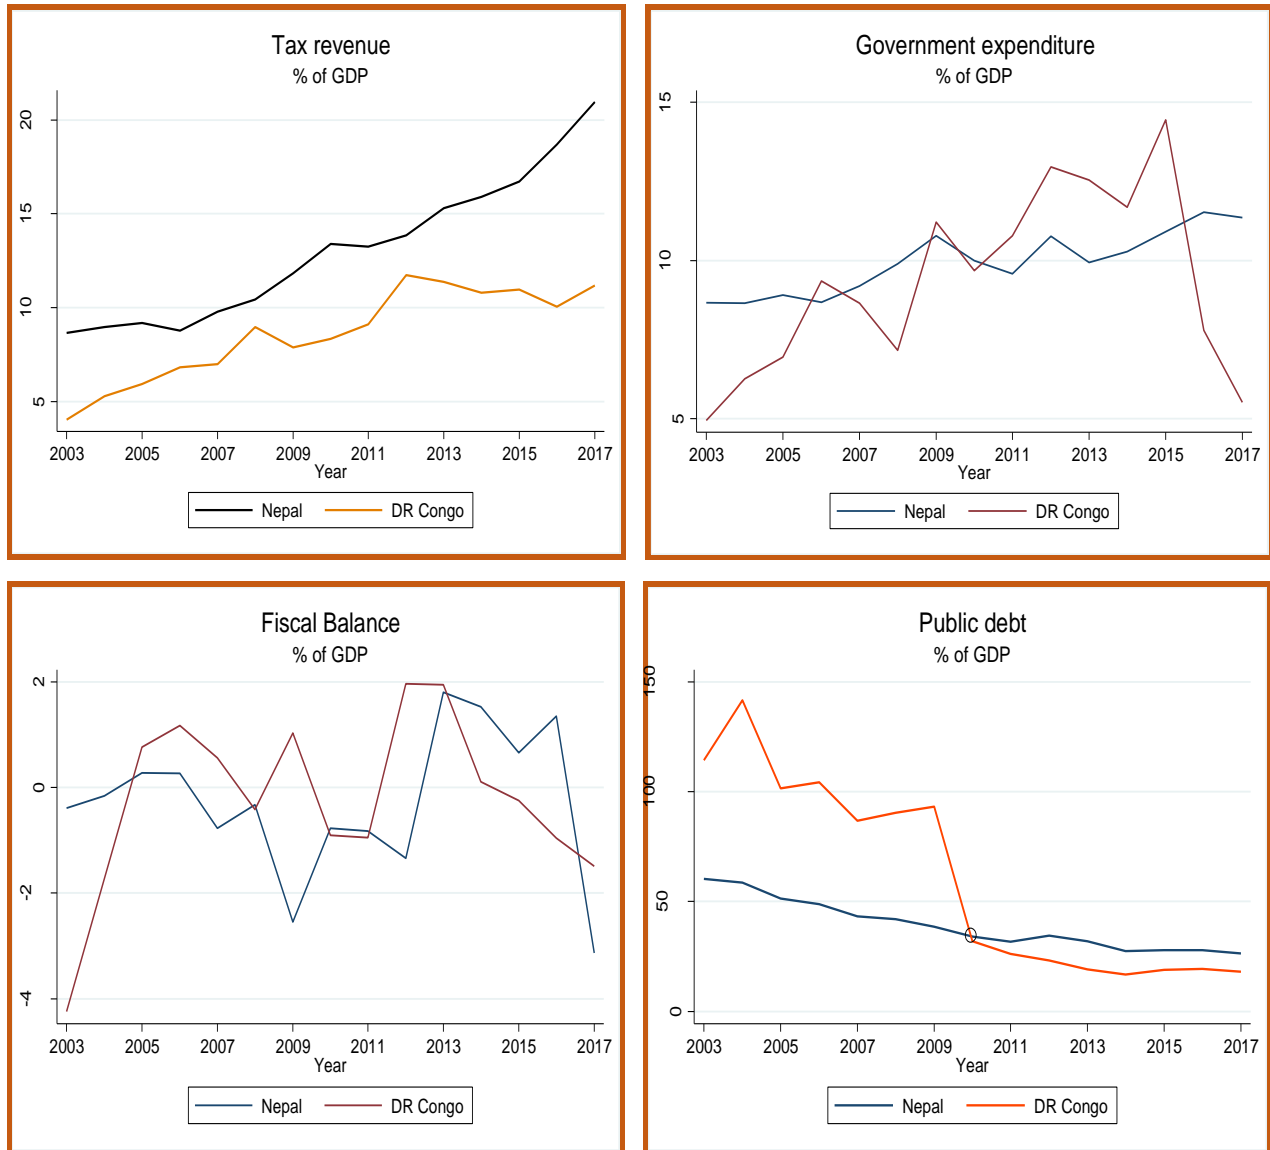 Tax revenue
% of GDP
20
15
10
5
2003 2005 2007 2009 2011 2013 2015 2017
Year
Nepal DR Congo
Government expenditure
% of GDP
15
10
5
2003 2005 2007 2009 2011 2013 2015 2017
Year
Nepal DR Congo
Fiscal Balance
% of GDP
2
0
-2
-4
2003 2005 2007 2009 2011 2013 2015 2017
Year
Nepal DR Congo
Public debt
% of GDP
150
100
50
0
2003 2005 2007 2009 2011 2013 2015 2017
Year
Nepal DR Congo